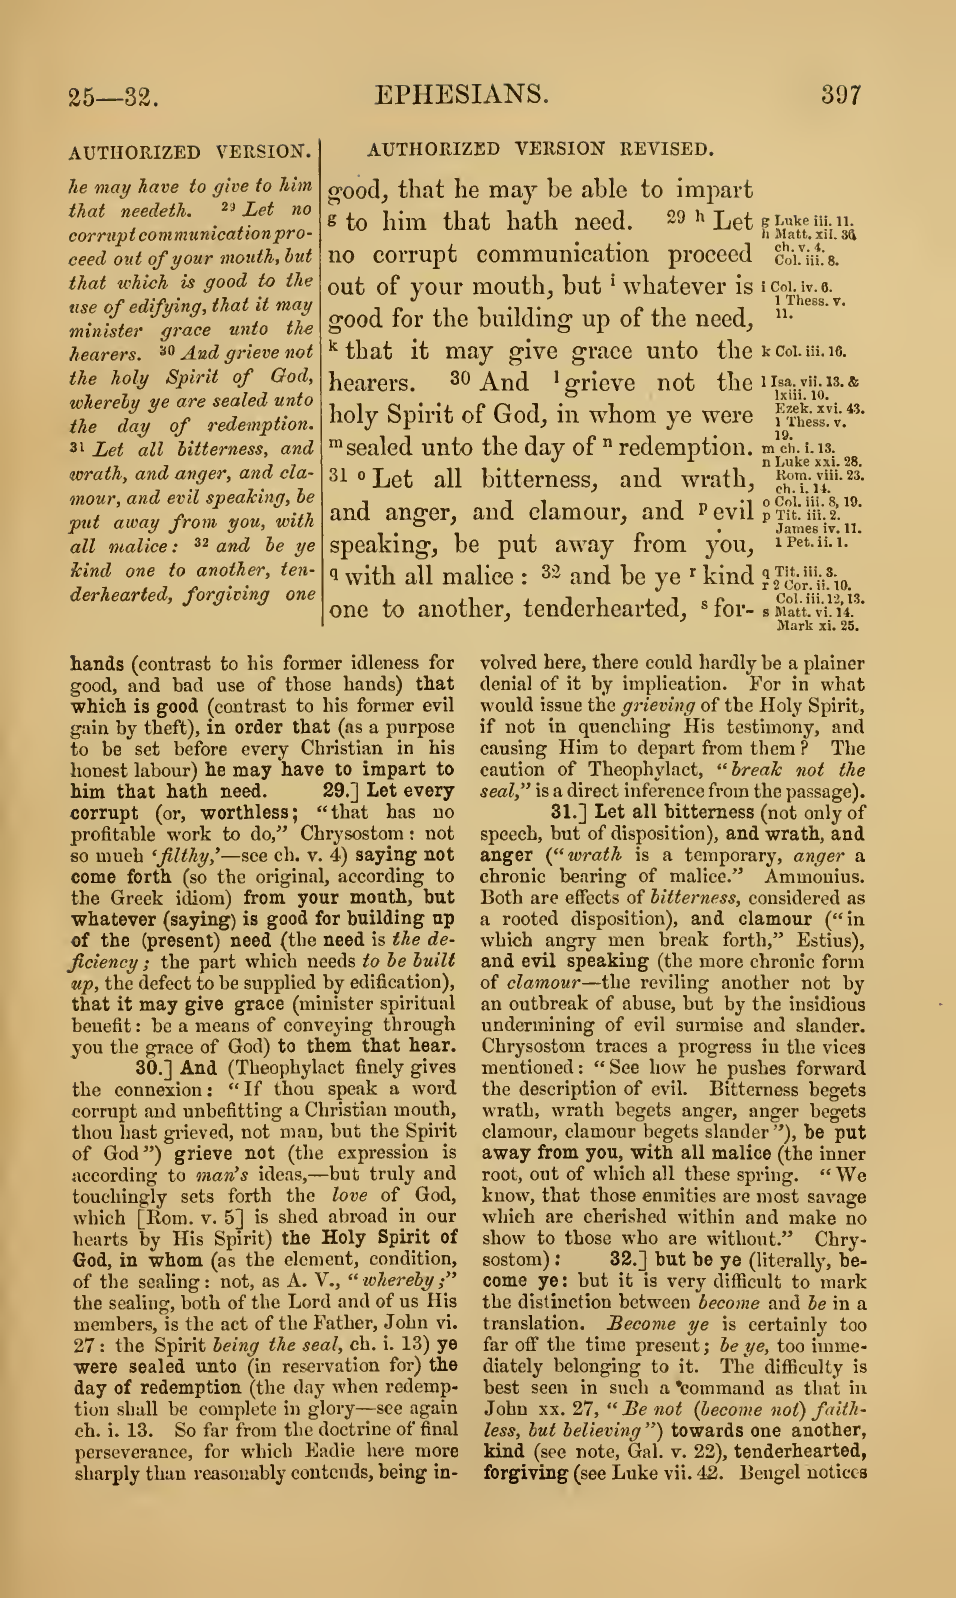 25—32.
EPHESIANS.
397
AUTHORIZED VERSION.
he may have to give to him
that needeth. 29 Let no
corrupt communication pro-
ceed out of your mouth, but
that which is good to the
use of edifying, that it may
minister grace unto the
hearers. 30 And grieve not
the holy Spirit of God,
whereby ye are sealed unto
the day of redemption.
31 Let all bitterness, and
wrath, and anger, and cla-
mour, and evil speaking, be
put away from you, with
all malice: 32 and be ye
kind one to another, ten-
derhearted, forgiving one
AUTHORIZED VERSION REVISED.
good, that he may be able to impart
g to him that hath need. 29 h Let
no corrupt communication proceed
out of your mouth, but i whatever is
good for the building up of the need,
k that it may give grace unto the
hearers. 30 And l grieve not the
holy Spirit of God, in whom ye were
m sealed unto the day of n redemption.
31 o Let all bitterness, and wrath,
and anger, and clamour, and p evil
speaking, be put away from you,
q with all malice: 32 and be ye r kind
one to another, tenderhearted, s for-
g Luke iii. 11.
h Matt. xii. 36.
ch. v. 4.
Col. iii. 8.
i Col. iv. 6.
1 Thess. v.
11.
k Col. iii. 16.
l Isa. vii. 13. &
lxiii. 10.
Ezek. xvi. 43.
1 Thess. v.
19.
m ch. i. 13.
n Luke xxi. 28.
Rom. viii. 23.
ch. i. 14.
o Col. iii. 8, 19.
p Tit. iii. 2.
James iv. 11.
1 Pet. ii. 1.
q Tit. iii. 3.
r 2 Cor. ii. 10.
Col. iii. 12, 13.
s Matt. vi. 14.
Mark xi. 25.
hands (contrast to his former idleness for
good, and bad use of those hands) that
which is good (contrast to his former evil
gain by theft), in order that (as a purpose
to be set before every Christian in his
honest labour) he may have to impart to
him that hath need. 29.] Let every
corrupt (or, worthless; "that has no
profitable work to do," Chrysostom: not
so much 'filthy,'—see ch. v. 4) saying not
come forth (so the original, according to
the Greek idiom) from your mouth, but
whatever (saying) is good for building up
of the (present) need (the need is the de-
ficiency; the part which needs to be built
up, the defect to be supplied by edification),
that it may give grace (minister spiritual
benefit: be a means of conveying through
you the grace of God) to them that hear.
30.] And (Theophylact finely gives
the connexion: "If thou speak a word
corrupt and unbefitting a Christian mouth,
thou hast grieved, not man, but the Spirit
of God") grieve not (the expression is
according to man's ideas,—but truly and
touchingly sets forth the love of God,
which [Rom. v. 5] is shed abroad in our
hearts by His Spirit) the Holy Spirit of
God, in whom (as the element, condition,
of the sealing: not, as A. V., "whereby;"
the sealing, both of the Lord and of us His
members, is the act of the Father, John vi.
27: the Spirit being the seal, ch. i. 13) ye
were sealed unto (in reservation for) the
day of redemption (the day when redemp-
tion shall be complete in glory—see again
ch. i. 13. So far from the doctrine of final
perseverance, for which Eadie here more
sharply than reasonably contends, being in-
volved here, there could hardly be a plainer
denial of it by implication. For in what
would issue the grieving of the Holy Spirit,
if not in quenching His testimony, and
causing Him to depart from them? The
caution of Theophylact, "break not the
seal," is a direct inference from the passage).
31.] Let all bitterness (not only of
speech, but of disposition), and wrath, and
anger ("wrath is a temporary, anger a
chronic bearing of malice." Ammonius.
Both are effects of bitterness, considered as
a rooted disposition), and clamour ("in
which angry men break forth," Estius),
and evil speaking (the more chronic form
of clamour—the reviling another not by
an outbreak of abuse, but by the insidious
undermining of evil surmise and slander.
Chrysostom traces a progress in the vices
mentioned: "See how he pushes forward
the description of evil. Bitterness begets
wrath, wrath begets anger, anger begets
clamour, clamour begets slander"), be put
away from you, with all malice (the inner
root, out of which all these spring. "We
know, that those enmities are most savage
which are cherished within and make no
show to those who are without." Chry-
sostom): 32.] but be ye (literally, be-
come ye: but it is very difficult to mark
the distinction between become and be in a
translation. Become ye is certainly too
far off the time present; be ye, too imme-
diately belonging to it. The difficulty is
best seen in such a command as that in
John xx. 27, "Be not (become not) faith-
less, but believing") towards one another,
kind (see note, Gal. v. 22), tenderhearted,
forgiving (see Luke vii. 42. Bengel notices